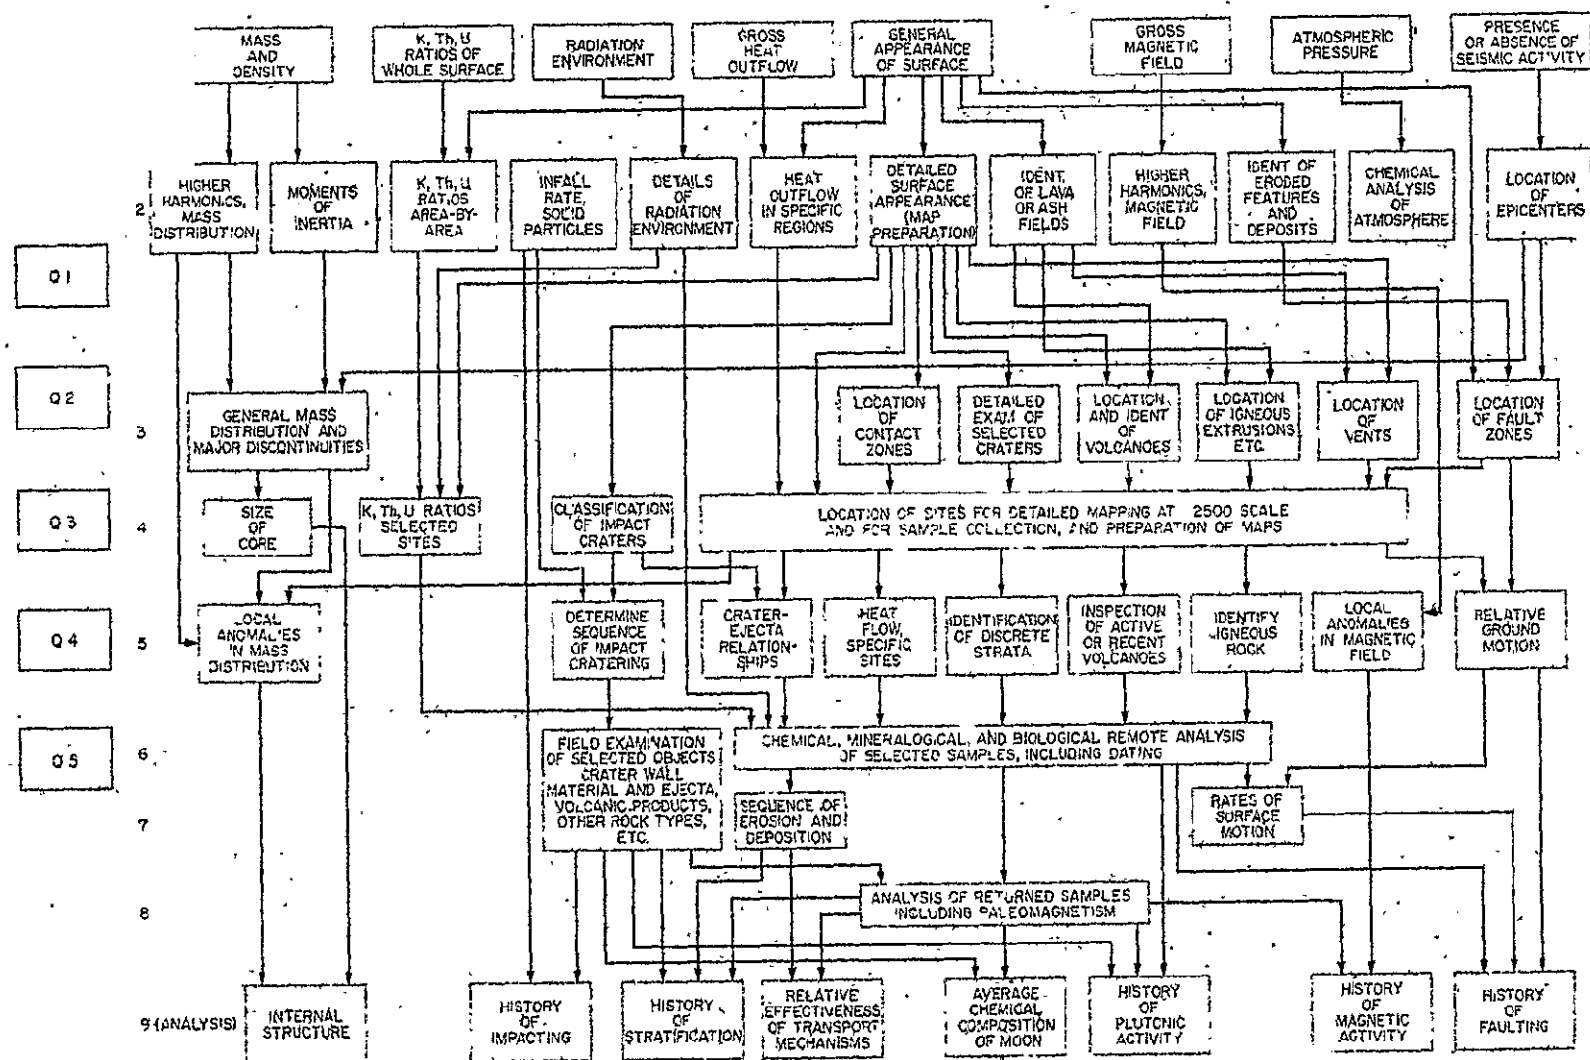 MASS
AND
DENSITY
K, Th, U
RATIOS OF
WHOLE SURFACE
RADIATION
ENVIRONMENT
GROSS
HEAT
OUTFLOW
GENERAL
APPEARANCE
OF SURFACE
GROSS
MAGNETIC
FIELD
ATMOSPHERIC
PRESSURE
PRESENCE
OR ABSENCE OF
SEISMIC ACTIVITY
2
HIGHER
HARMONICS,
MASS
DISTRIBUTION
MOMENTS
OF
INERTIA
K, Th, U
RATIOS
AREA-BY-
AREA
INFALL
RATE,
SOLID
PARTICLES
DETAILS
OF
RADIATION
ENVIRONMENT
HEAT
OUTFLOW
IN SPECIFIC
REGIONS
DETAILED
SURFACE
APPEARANCE
(MAP
PREPARATION)
IDENT.
OF LAVA
OR ASH
FIELDS
HIGHER
HARMONICS,
MAGNETIC
FIELD
IDENT OF
ERODED
FEATURES
AND
DEPOSITS
CHEMICAL
ANALYSIS
OF
ATMOSPHERE
LOCATION
OF
EPICENTERS
Q1
Q2
3
GENERAL MASS
DISTRIBUTION AND
MAJOR DISCONTINUITIES
LOCATION
OF
CONTACT
ZONES
DETAILED
EXAM OF
SELECTED
CRATERS
LOCATION
AND IDENT
OF
VOLCANOES
LOCATION
OF IGNEOUS
EXTRUSIONS
ETC.
LOCATION
OF
VENTS
LOCATION
OF FAULT
ZONES
Q3
4
SIZE
OF
CORE
K, Th, U RATIOS
SELECTED
SITES
CLASSIFICATION
OF IMPACT
CRATERS
LOCATION OF SITES FOR DETAILED MAPPING AT 2500 SCALE
AND FOR SAMPLE COLLECTION, AND PREPARATION OF MAPS
Q4
5
LOCAL
ANOMALIES
IN MASS
DISTRIBUTION
DETERMINE
SEQUENCE
OF IMPACT
CRATERING
CRATER-
EJECTA
RELATION-
SHIPS
HEAT
FLOW,
SPECIFIC
SITES
IDENTIFICATION
OF DISCRETE
STRATA
INSPECTION
OF ACTIVE
OR RECENT
VOLCANOES
IDENTIFY
IGNEOUS
ROCK
LOCAL
ANOMALIES
IN MAGNETIC
FIELD
RELATIVE
GROUND
MOTION
Q5
6
FIELD EXAMINATION
OF SELECTED OBJECTS
CRATER WALL
MATERIAL AND EJECTA,
VOLCANIC PRODUCTS,
OTHER ROCK TYPES,
ETC.
CHEMICAL, MINERALOGICAL, AND BIOLOGICAL REMOTE ANALYSIS
OF SELECTED SAMPLES, INCLUDING DATING
7
SEQUENCE OF
EROSION AND
DEPOSITION
RATES OF
SURFACE
MOTION
8
ANALYSIS OF RETURNED SAMPLES
INCLUDING PALEOMAGNETISM
9 (ANALYSIS)
INTERNAL
STRUCTURE
HISTORY
OF
IMPACTING
HISTORY
OF
STRATIFICATION
RELATIVE
EFFECTIVENESS
OF TRANSPORT
MECHANISMS
AVERAGE
CHEMICAL
COMPOSITION
OF MOON
HISTORY
OF
PLUTONIC
ACTIVITY
HISTORY
OF
MAGNETIC
ACTIVITY
HISTORY
OF
FAULTING